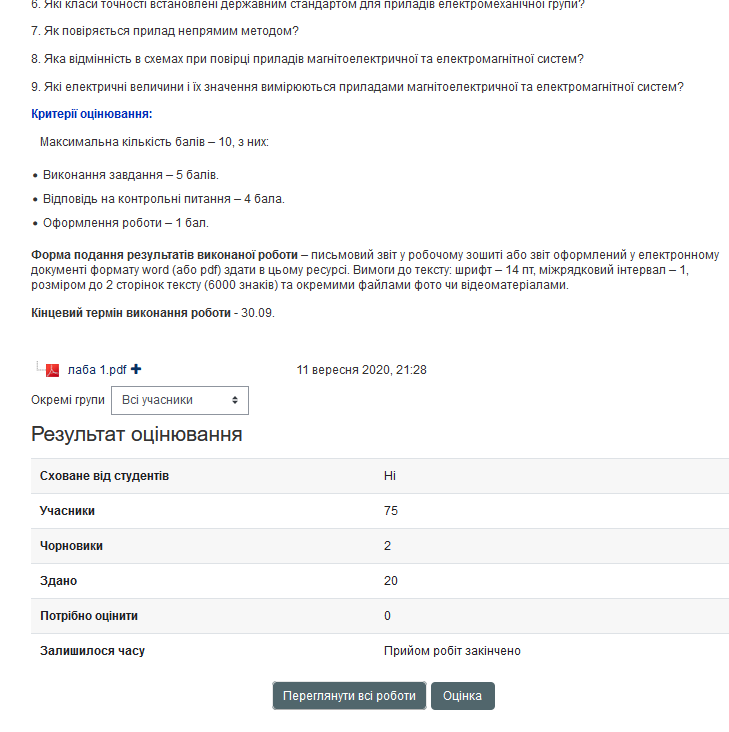 6. Які класи точності встановлені державним стандартом для приладів електромеханічної групи?
7. Як повіряється прилад непрямим методом?
8. Яка відмінність в схемах при повірці приладів магнітоелектричної та електромагнітної систем?
9. Які електричні величини і їх значення вимірюються приладами магнітоелектричної та електромагнітної систем?
Критерії оцінювання:
Максимальна кількість балів – 10, з них:
• Виконання завдання – 5 балів.
• Відповідь на контрольні питання – 4 бала.
• Оформлення роботи – 1 бал.
Форма подання результатів виконаної роботи – письмовий звіт у робочому зошиті або звіт оформлений у електронному
документі формату word (або pdf) здати в цьому ресурсі. Вимоги до тексту: шрифт – 14 пт, міжрядковий інтервал – 1,
розміром до 2 сторінок тексту (6000 знаків) та окремими файлами фото чи відеоматеріалами.
Кінцевий термін виконання роботи - 30.09.
лаба 1.pdf + 11 вересня 2020, 21:28
Окремі групи Всі учасники
Результат оцінювання
Сховане від студентів Ні
Учасники 75
Чорновики 2
Здано 20
Потрібно оцінити 0
Залишилося часу Прийом робіт закінчено
Переглянути всі роботи Оцінка